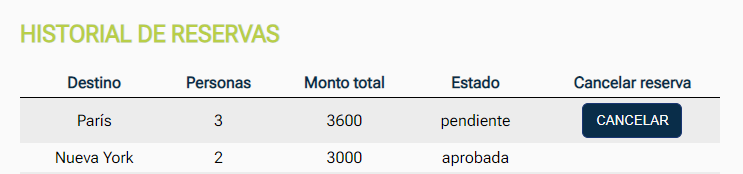 HISTORIAL DE RESERVAS
Destino Personas Monto total Estado Cancelar reserva
París 3 3600 pendiente CANCELAR
Nueva York 2 3000 aprobada